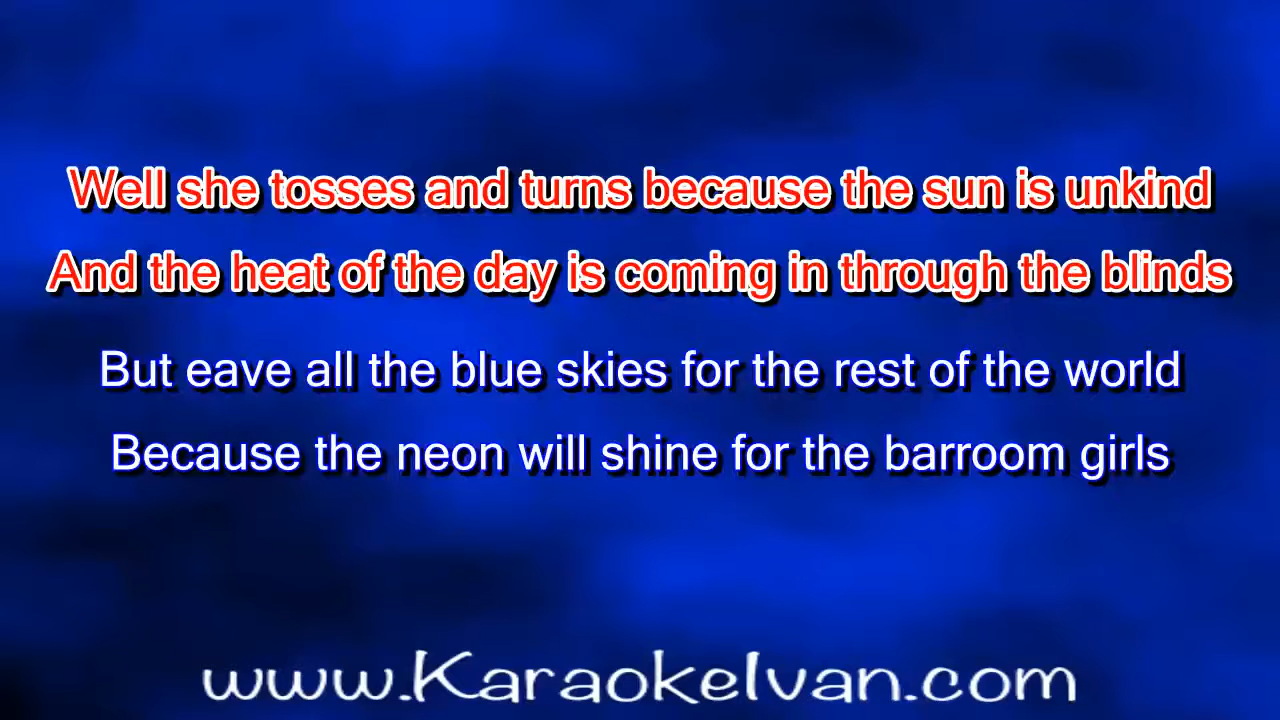 Well she tosses and turns because the sun is unkind
And the heat of the day is coming in through the blinds
But eave all the blue skies for the rest of the world
Because the neon will shine for the barroom girls
www.KaraokeIvan.com